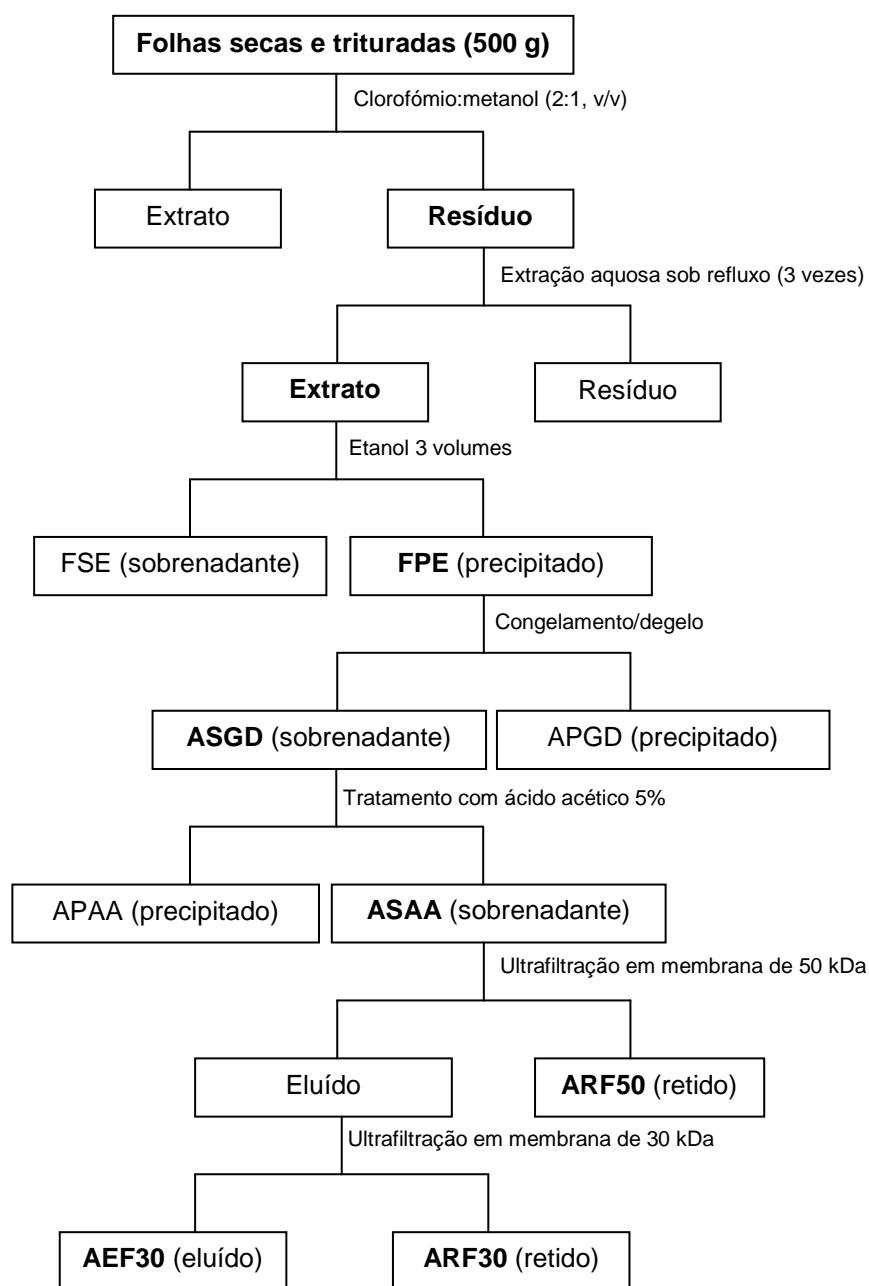 Folhas secas e trituradas (500 g)
Clorofómio:metanol (2:1, v/v)
Extrato
Resíduo
Extração aquosa sob refluxo (3 vezes)
Extrato
Resíduo
Etanol 3 volumes
FSE (sobrenadante)
FPE (precipitado)
Congelamento/degelo
ASGD (sobrenadante)
APGD (precipitado)
Tratamento com ácido acético 5%
APAA (precipitado)
ASAA (sobrenadante)
Ultrafiltração em membrana de 50 kDa
Eluído
ARF50 (retido)
Ultrafiltração em membrana de 30 kDa
AEF30 (eluído)
ARF30 (retido)